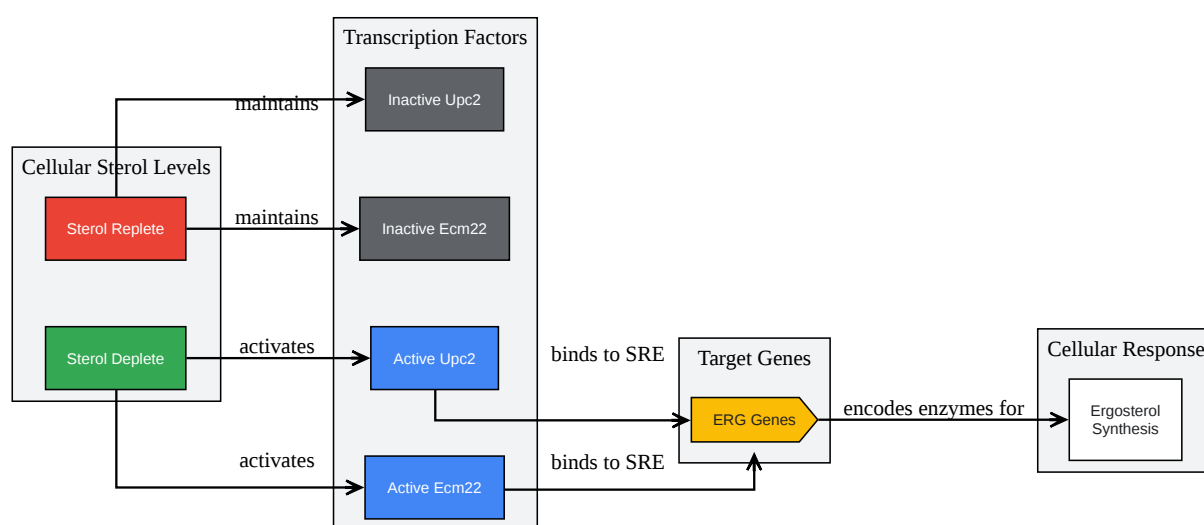 Transcription Factors
Inactive Upc2
maintains
Cellular Sterol Levels
Sterol Replete
maintains
Inactive Ecm22
Sterol Deplete
activates
Active Upc2
binds to SRE
Target Genes
Cellular Response
ERG Genes
encodes enzymes for
Ergosterol
Synthesis
activates
Active Ecm22
binds to SRE